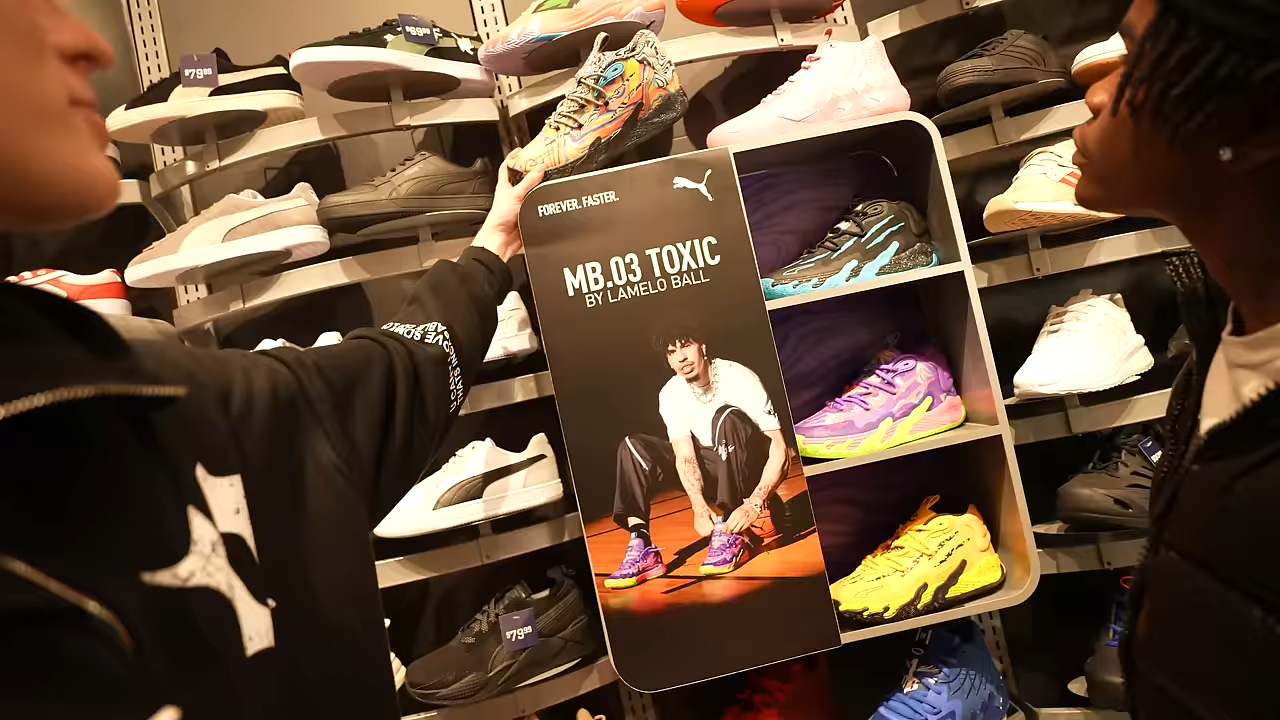 $79.99
FOREVER. FASTER.
MB.03 TOXIC
BY LAMELO BALL
$79.99